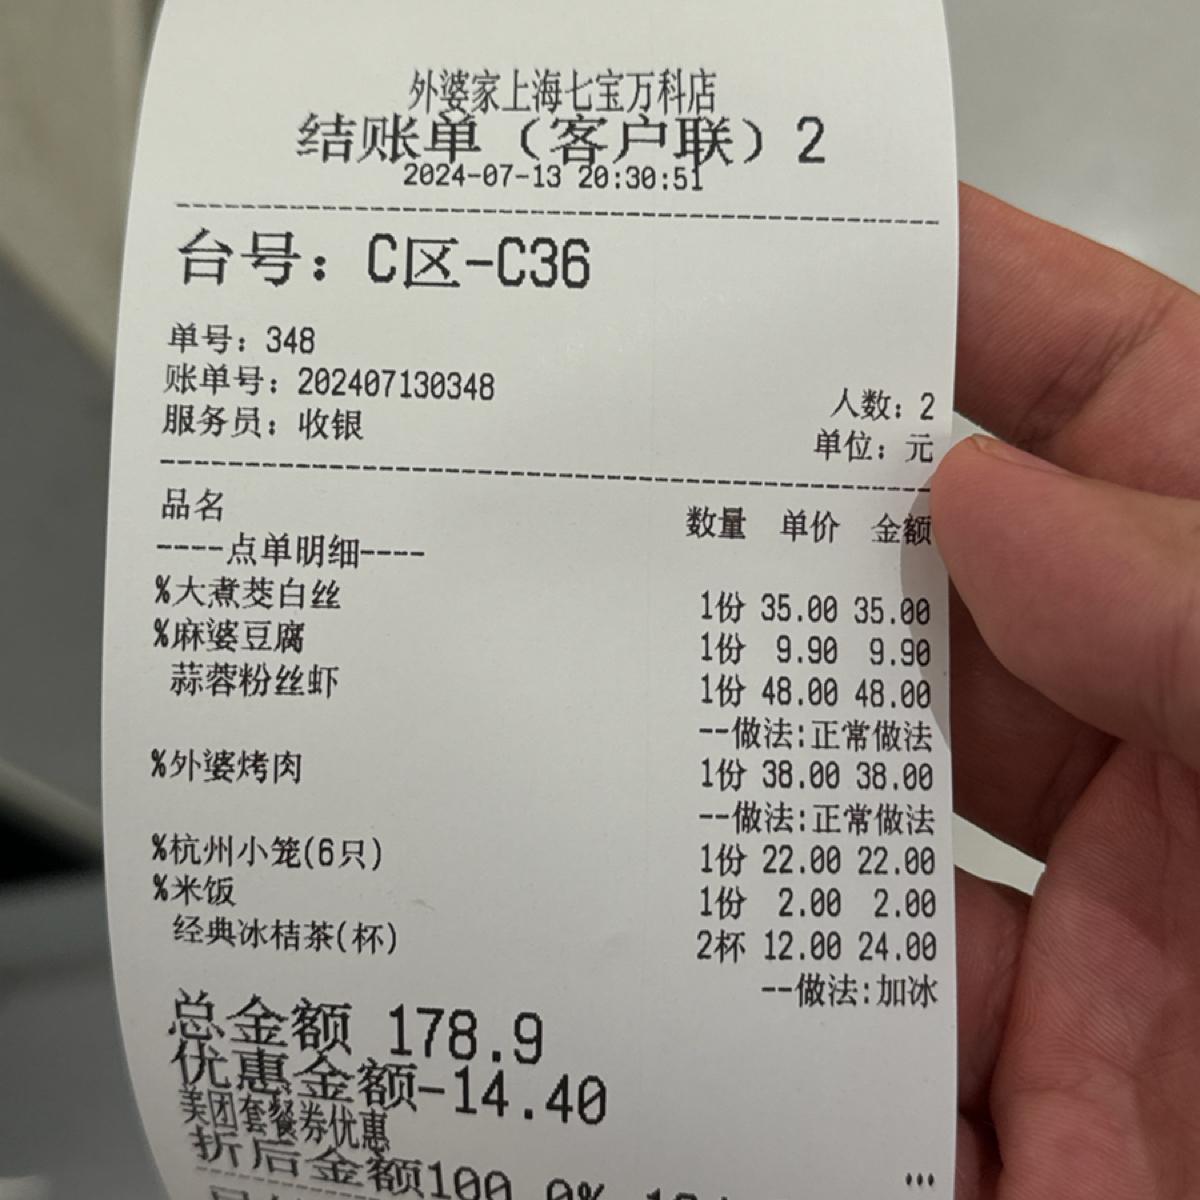 外婆家上海七宝万科店
结账单（客户联）2
2024-07-13 20:30:51
台号：C区-C36
单号：348
账单号：202407130348
服务员：收银
人数：2
单位：元
品名 数量 单价 金额
----点单明细----
%大煮茭白丝 1份 35.00 35.00
%麻婆豆腐 1份 9.90 9.90
蒜蓉粉丝虾 1份 48.00 48.00
--做法:正常做法
%外婆烤肉 1份 38.00 38.00
--做法:正常做法
%杭州小笼(6只) 1份 22.00 22.00
%米饭 1份 2.00 2.00
经典冰桔茶(杯) 2杯 12.00 24.00
--做法:加冰
总金额 178.9
优惠金额-14.40
美团套餐券优惠
...
折后金额100.0%